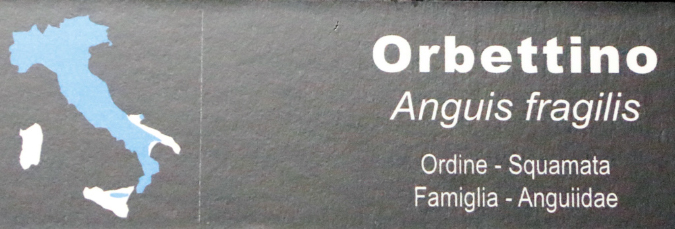 Orbettino
Anguis fragilis
Ordine - Squamata
Famiglia - Anguiidae